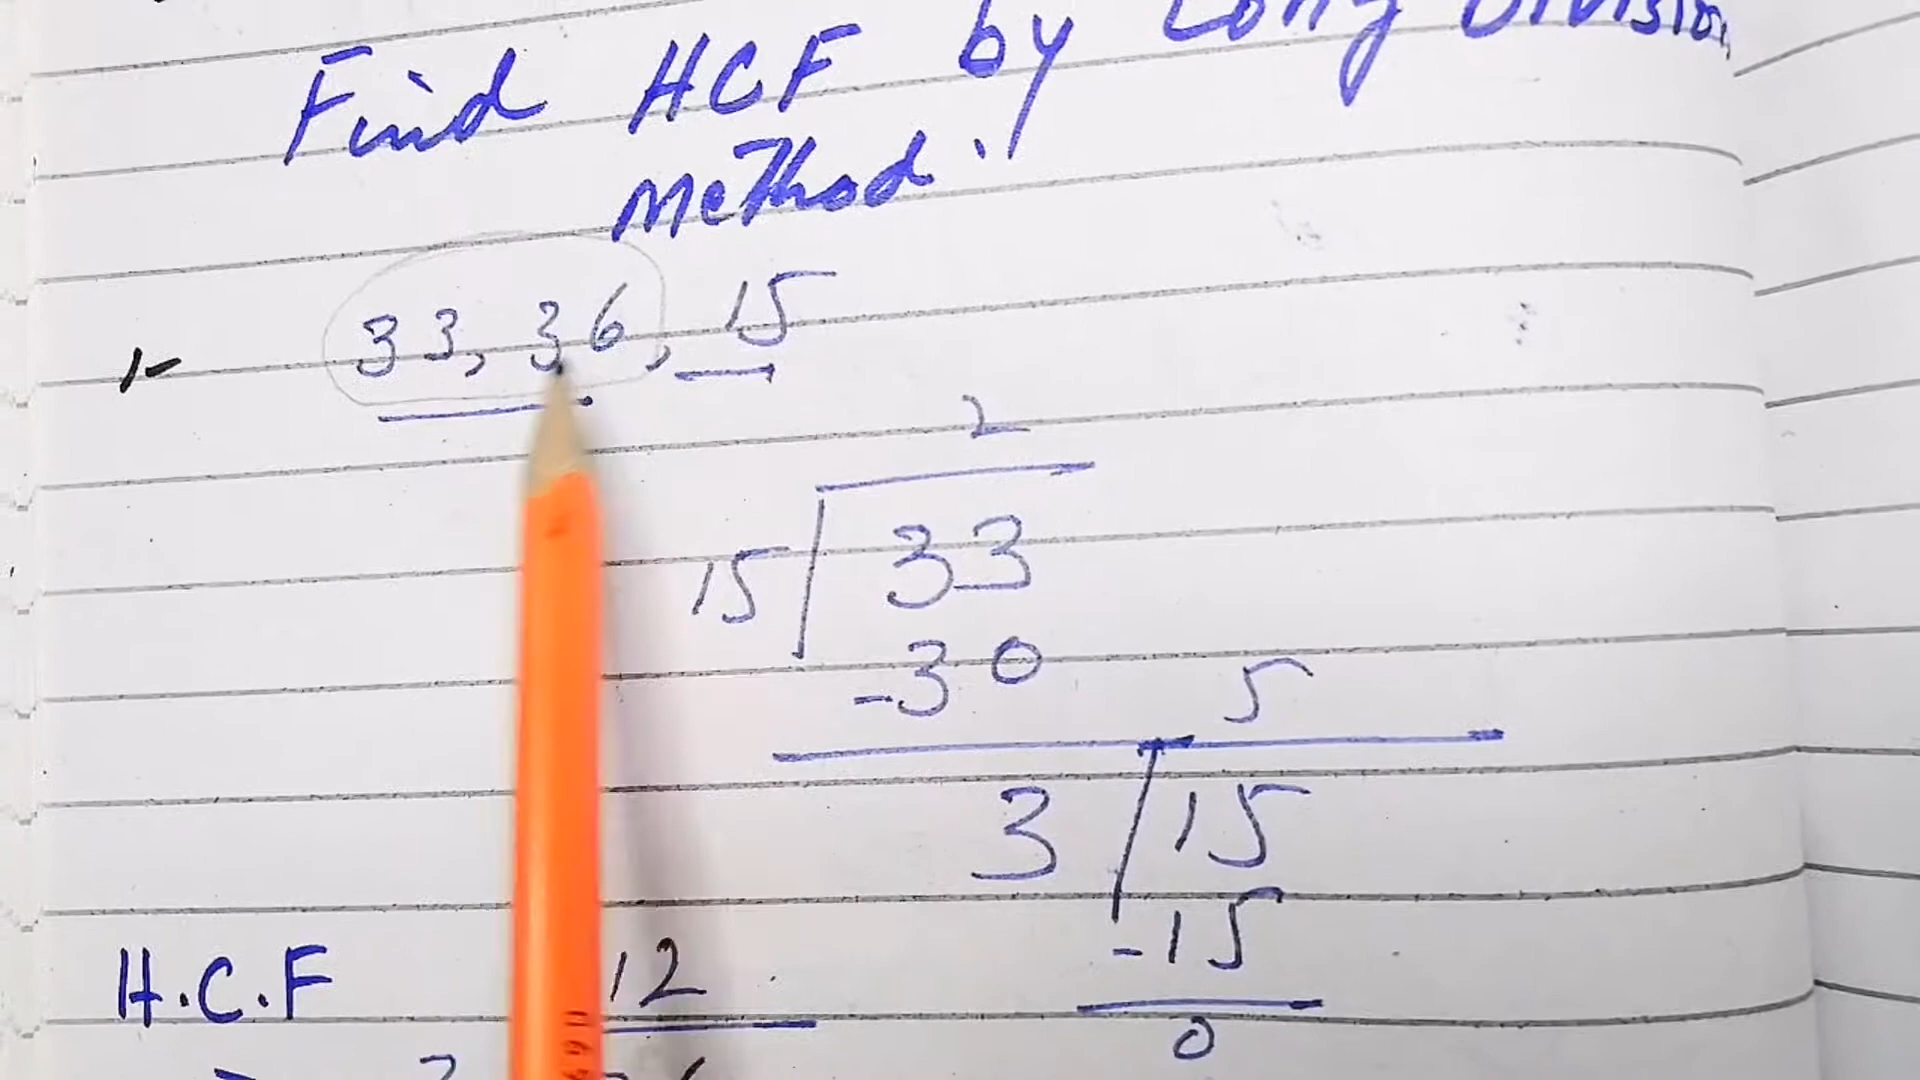 Find HCF by Long Division
Method.
1- 33, 36, 15
2
15 33
-30
5
3 15
-15
0
H.C.F
12